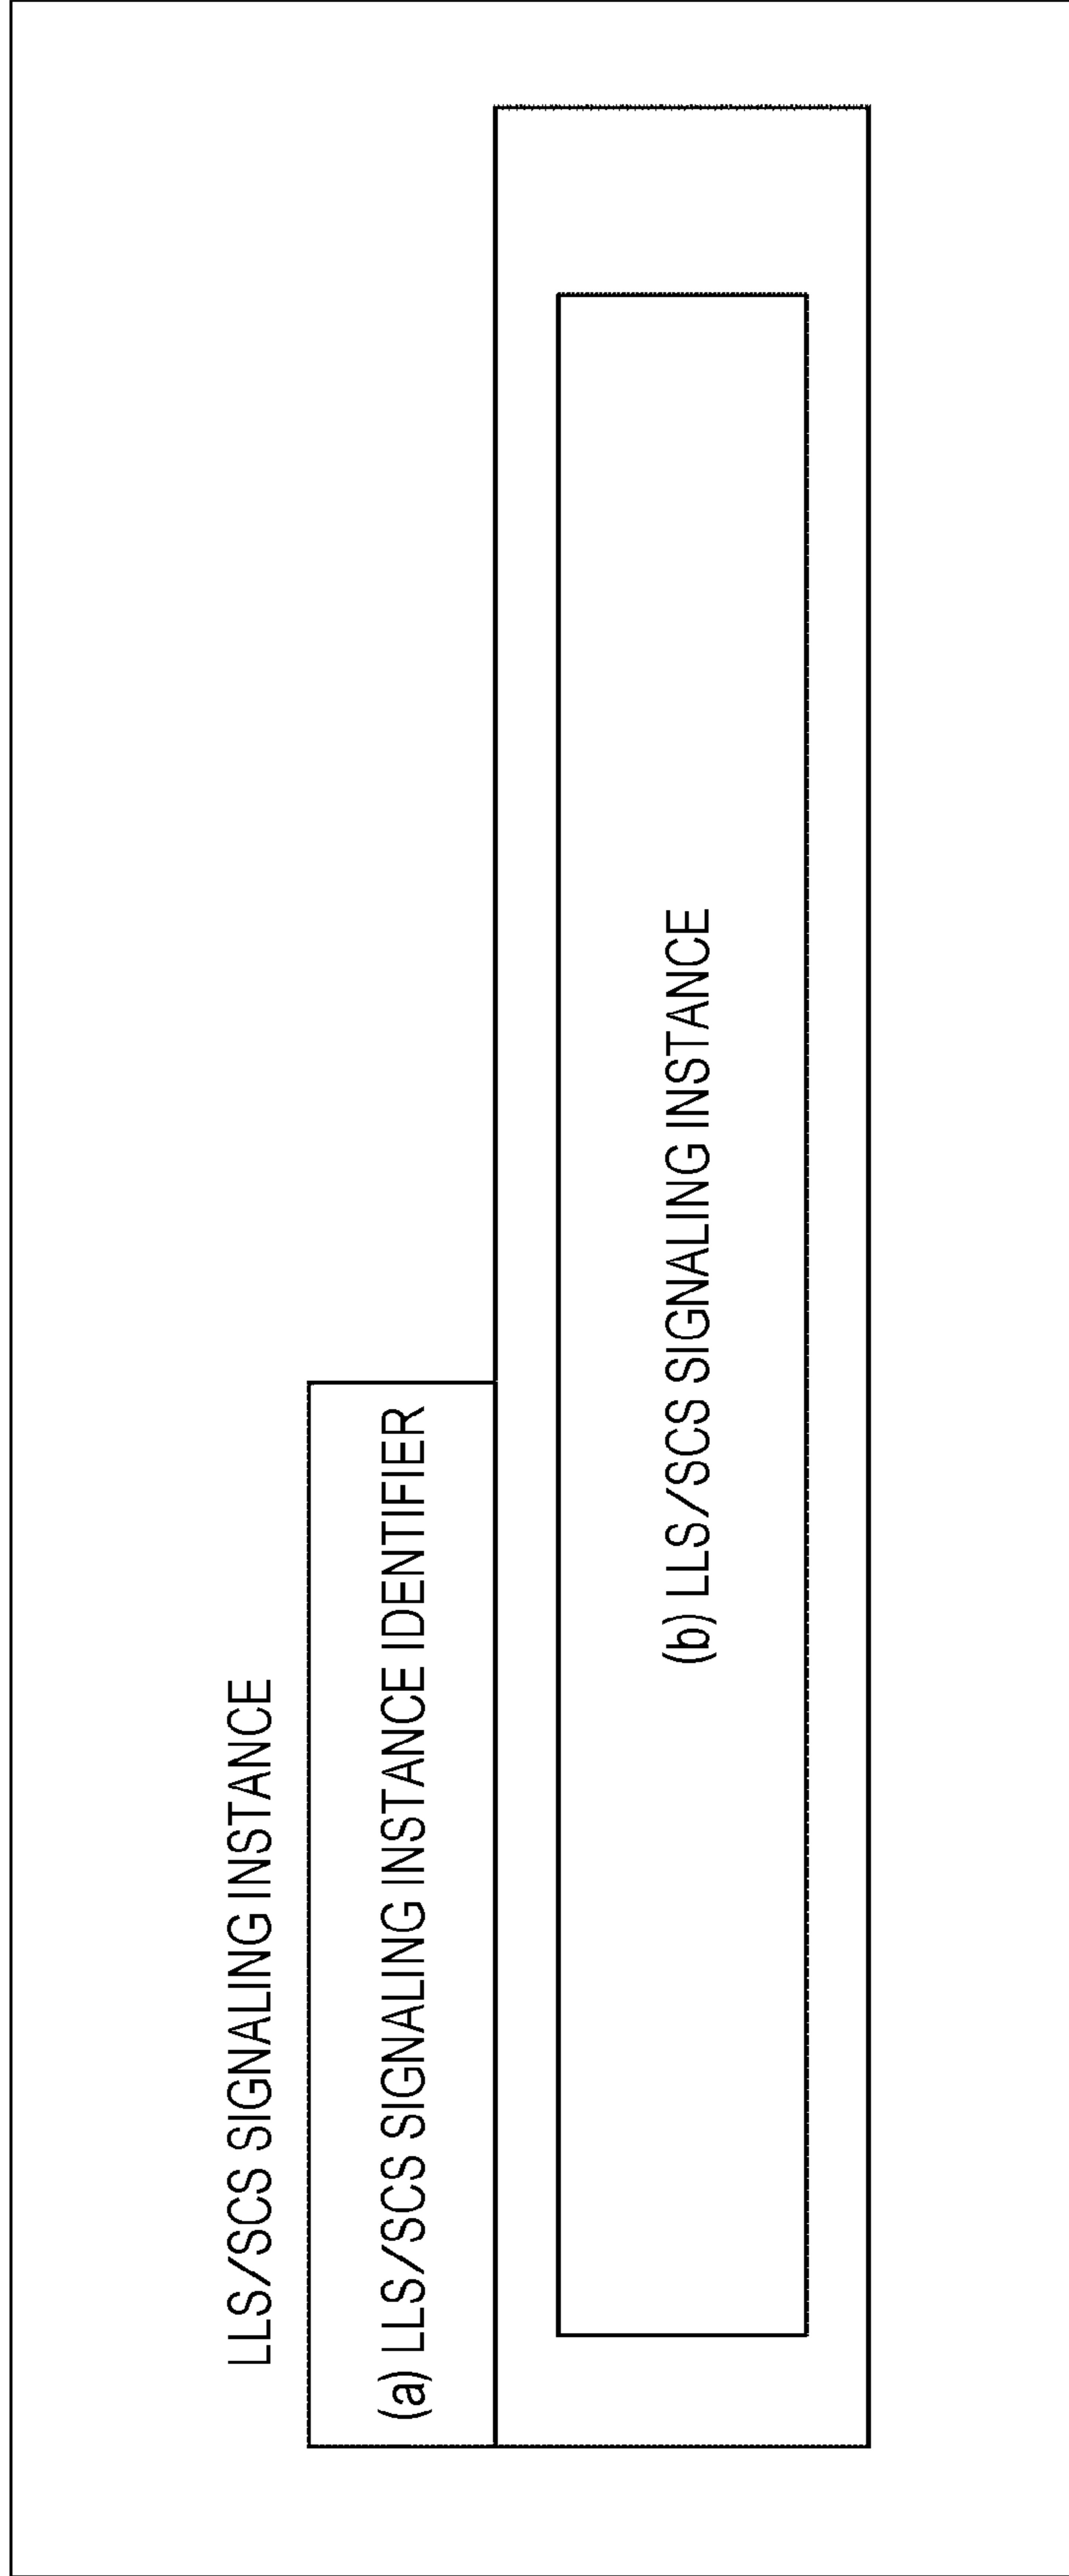 LLS/SCS SIGNALING INSTANCE
(a) LLS/SCS SIGNALING INSTANCE IDENTIFIER
(b) LLS/SCS SIGNALING INSTANCE